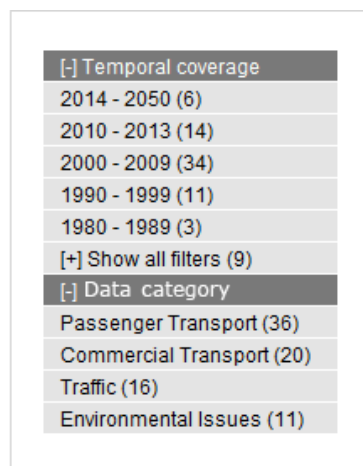 [-] Temporal coverage
2014 - 2050 (6)
2010 - 2013 (14)
2000 - 2009 (34)
1990 - 1999 (11)
1980 - 1989 (3)
[+] Show all filters (9)
[-] Data category
Passenger Transport (36)
Commercial Transport (20)
Traffic (16)
Environmental Issues (11)